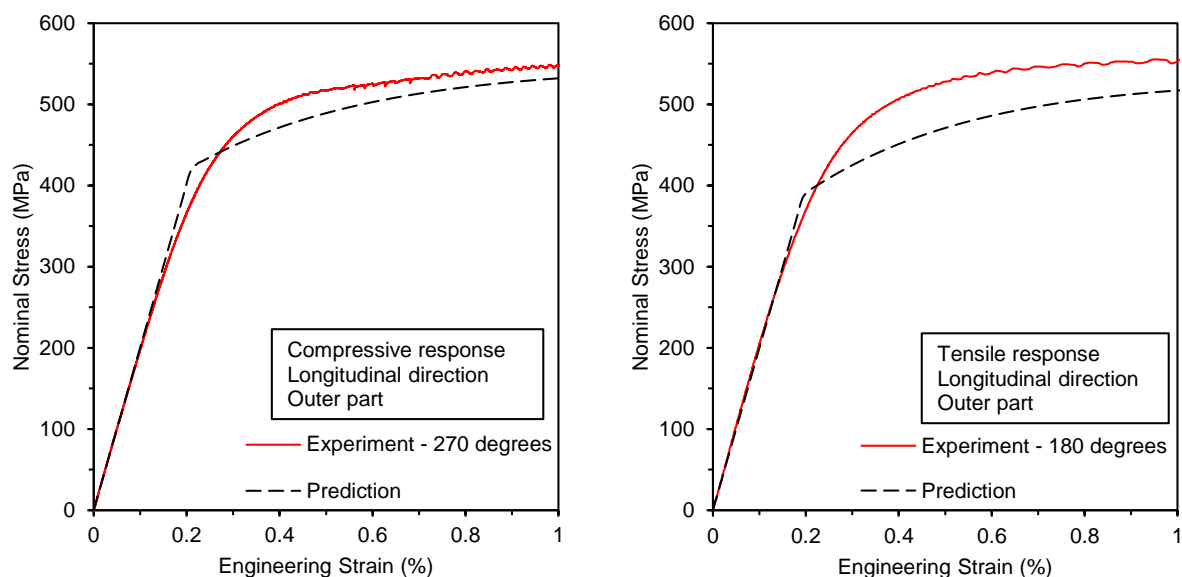 600
500
400
300
200
100
0
Nominal Stress (MPa)
0 0.2 0.4 0.6 0.8 1
Engineering Strain (%)
Compressive response
Longitudinal direction
Outer part
Experiment - 270 degrees
Prediction
600
500
400
300
200
100
0
Nominal Stress (MPa)
0 0.2 0.4 0.6 0.8 1
Engineering Strain (%)
Tensile response
Longitudinal direction
Outer part
Experiment - 180 degrees
Prediction